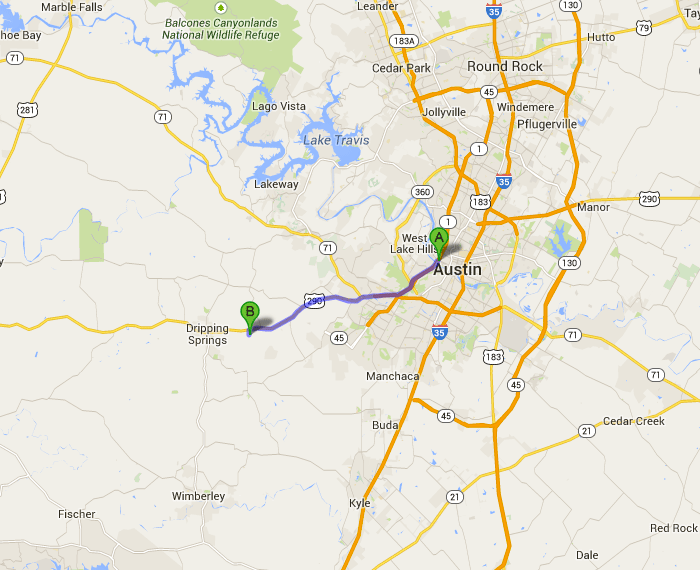 Marble Falls
Leander
130
35
Tay
hoe Bay
Balcones Canyonlands
National Wildlife Refuge
79
Hutto
183A
71
Cedar Park
Round Rock
45
281
Lago Vista
Windemere
71
Jollyville
Pflugerville
Lake Travis
1
Lakeway
360
35
183
290
Manor
1
West
Lake Hills
A
71
Austin
130
290
B
Dripping
Springs
45
35
71
183
71
Manchaca
45
45
Buda
21
Cedar Creek
Wimberley
21
Kyle
Fischer
Red Rock
Dale